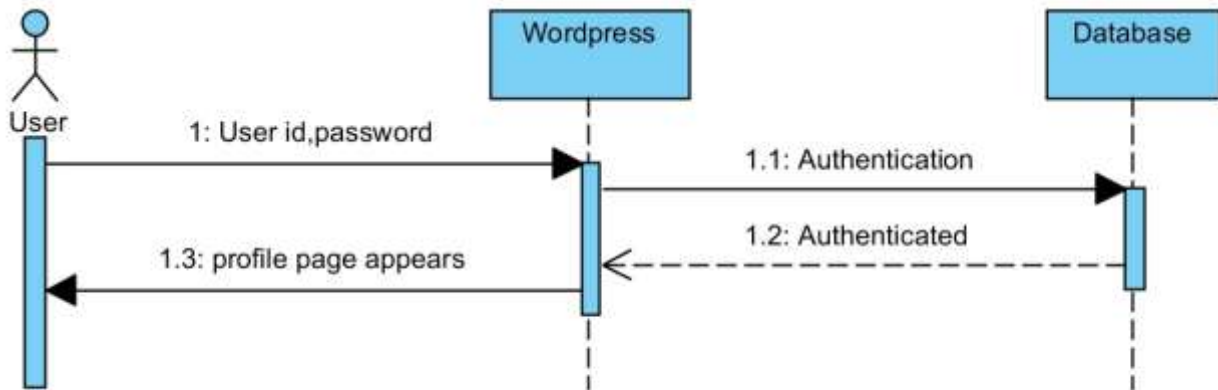 Wordpress
Database
User
1: User id,password
1.1: Authentication
1.2: Authenticated
1.3: profile page appears